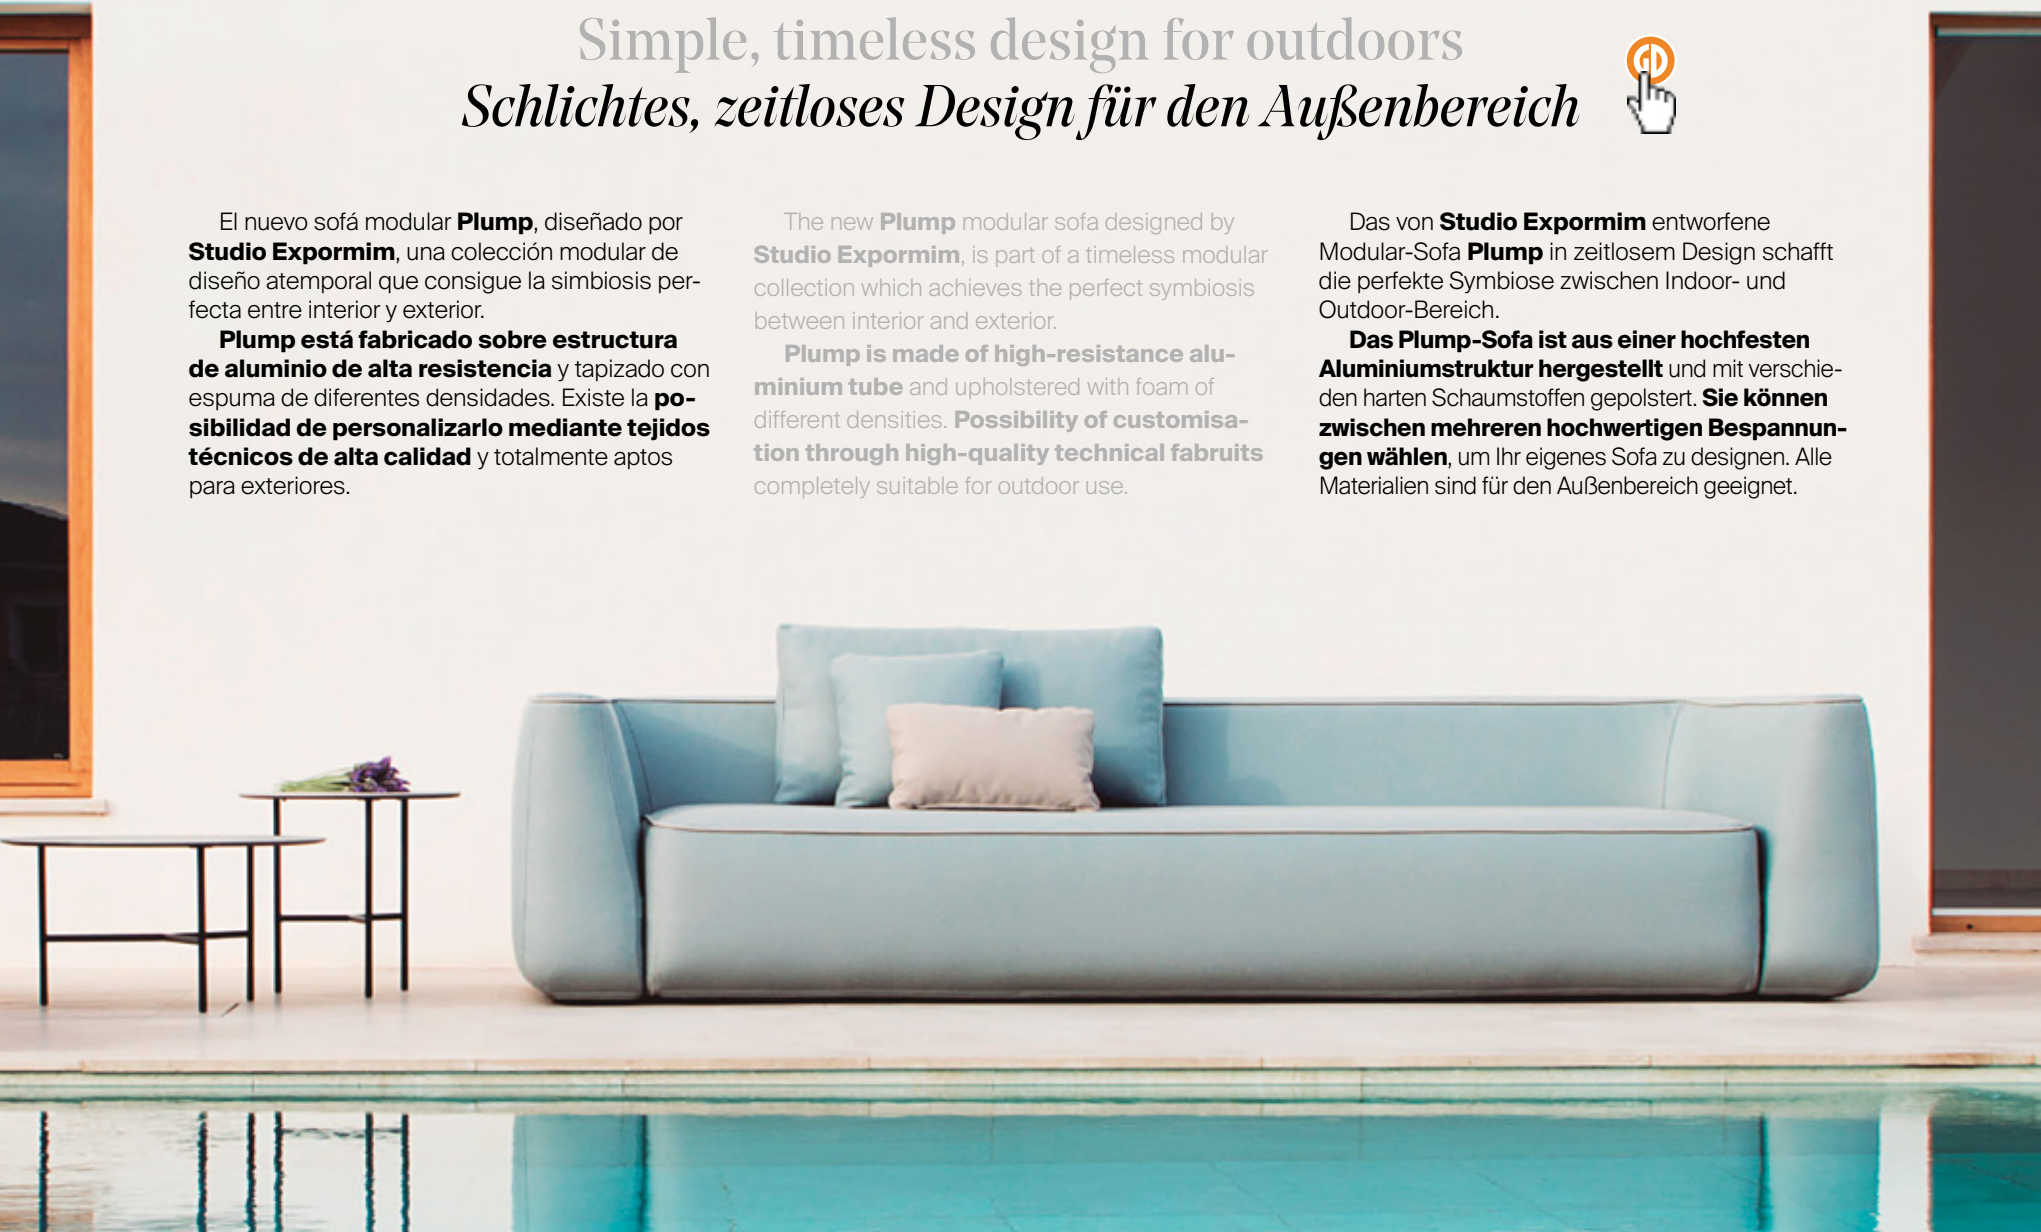 Simple, timeless design for outdoors
Schlichtes, zeitloses Design für den Außenbereich
GD
El nuevo sofá modular Plump, diseñado por
Studio Expormim, una colección modular de
diseño atemporal que consigue la simbiosis per-
fecta entre interior y exterior.
Plump está fabricado sobre estructura
de aluminio de alta resistencia y tapizado con
espuma de diferentes densidades. Existe la po-
sibilidad de personalizarlo mediante tejidos
técnicos de alta calidad y totalmente aptos
para exteriores.
The new Plump modular sofa designed by
Studio Expormim, is part of a timeless modular
collection which achieves the perfect symbiosis
between interior and exterior.
Plump is made of high-resistance alu-
minium tube and upholstered with foam of
different densities. Possibility of customisa-
tion through high-quality technical fabruits
completely suitable for outdoor use.
Das von Studio Expormim entworfene
Modular-Sofa Plump in zeitlosem Design schafft
die perfekte Symbiose zwischen Indoor- und
Outdoor-Bereich.
Das Plump-Sofa ist aus einer hochfesten
Aluminiumstruktur hergestellt und mit verschie-
den harten Schaumstoffen gepolstert. Sie können
zwischen mehreren hochwertigen Bespannun-
gen wählen, um Ihr eigenes Sofa zu designen. Alle
Materialien sind für den Außenbereich geeignet.